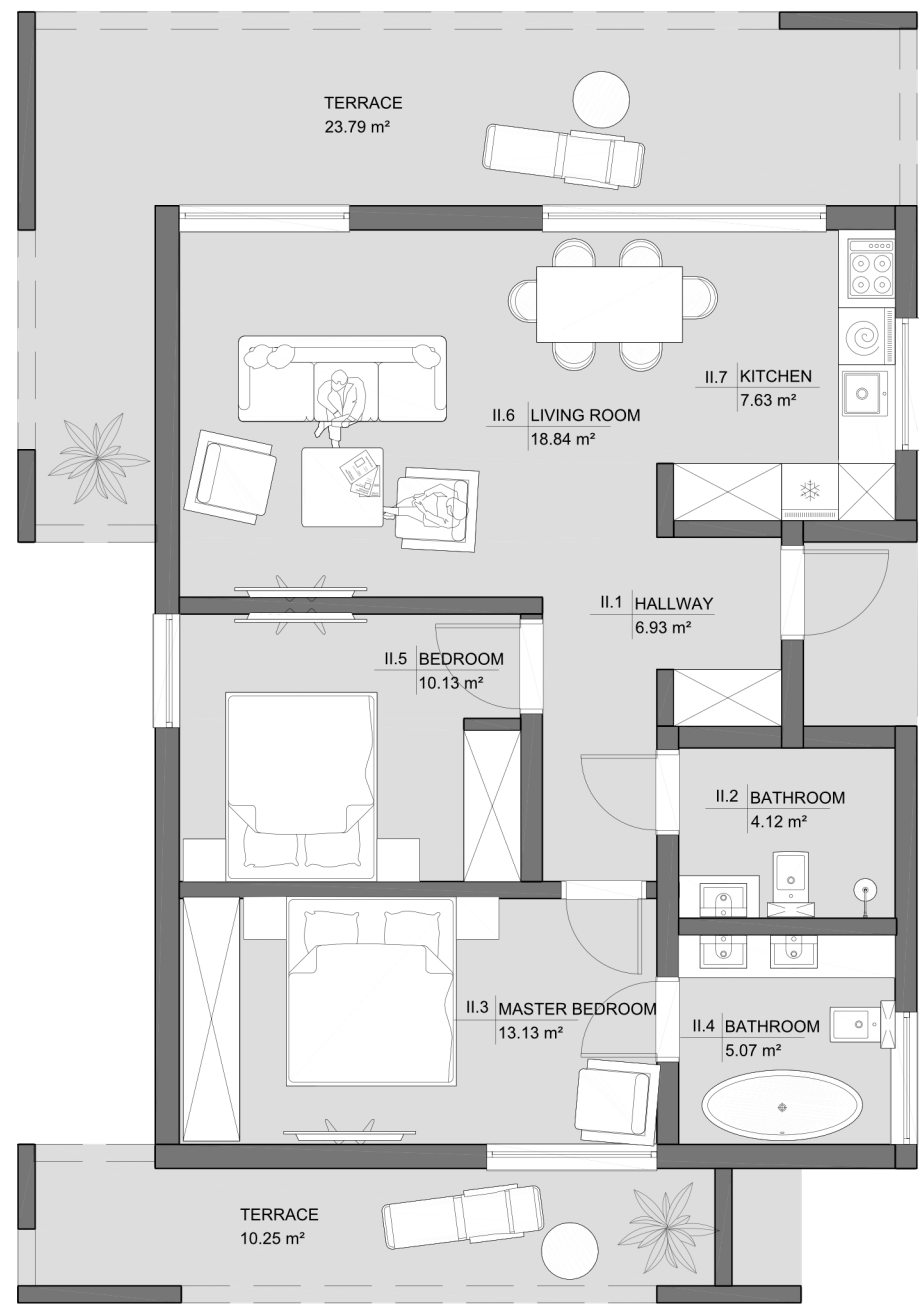 TERRACE
23.79 m²
II.7 KITCHEN
7.63 m²
II.6 LIVING ROOM
18.84 m²
II.1 HALLWAY
6.93 m²
II.5 BEDROOM
10.13 m²
II.2 BATHROOM
4.12 m²
II.3 MASTER BEDROOM
13.13 m²
II.4 BATHROOM
5.07 m²
TERRACE
10.25 m²